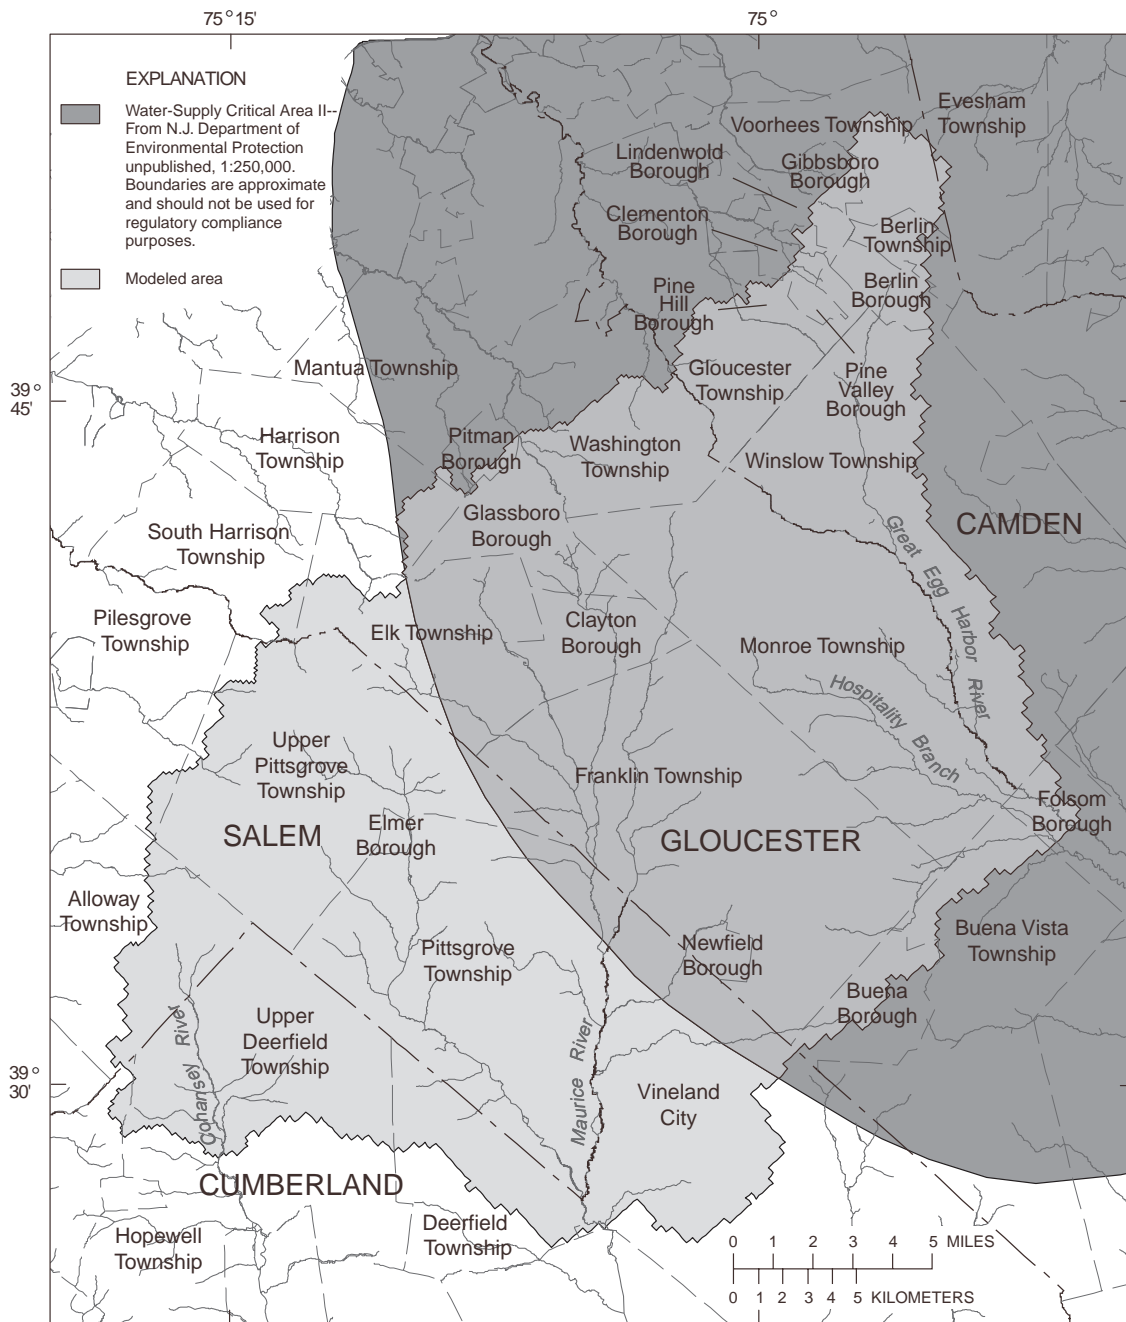 75° 15'
75°
EXPLANATION
Water-Supply Critical Area II--
From N.J. Department of
Environmental Protection
unpublished, 1:250,000.
Boundaries are approximate
and should not be used for
regulatory compliance
purposes.
Modeled area
Evesham
Township
Voorhees Township
Lindenwold
Borough
Gibbsboro
Borough
Clementon
Borough
Berlin
Township
Berlin
Borough
Pine
Hill
Borough
Mantua Township
Gloucester
Township
Pine
Valley
Borough
39°
45'
Harrison
Township
Pitman
Borough
Washington
Township
Winslow Township
Glassboro
Borough
CAMDEN
South Harrison
Township
Great Egg Harbor River
Pilesgrove
Township
Elk Township
Clayton
Borough
Monroe Township
Hospitality Branch
Upper
Pittsgrove
Township
Franklin Township
Folsom
Borough
SALEM
Elmer
Borough
GLOUCESTER
Alloway
Township
Pittsgrove
Township
Newfield
Borough
Buena Vista
Township
Buena
Borough
Cohansey River
Upper
Deerfield
Township
Maurice River
39°
30'
Vineland
City
CUMBERLAND
Hopewell
Township
Deerfield
Township
0 1 2 3 4 5 MILES
0 1 2 3 4 5 KILOMETERS